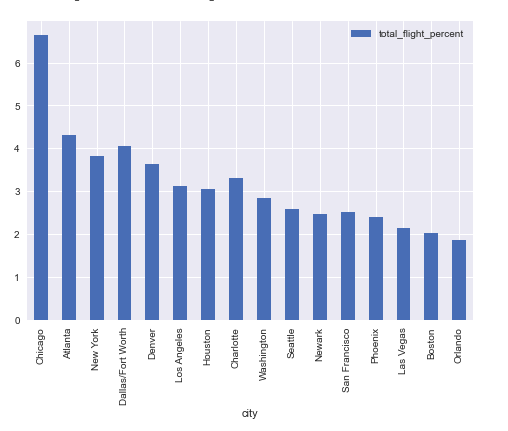 total_flight_percent
6
5
4
3
2
1
0
Chicago
Atlanta
New York
Dallas/Fort Worth
Denver
Los Angeles
Houston
Charlotte
Washington
Seattle
Newark
San Francisco
Phoenix
Las Vegas
Boston
Orlando
city